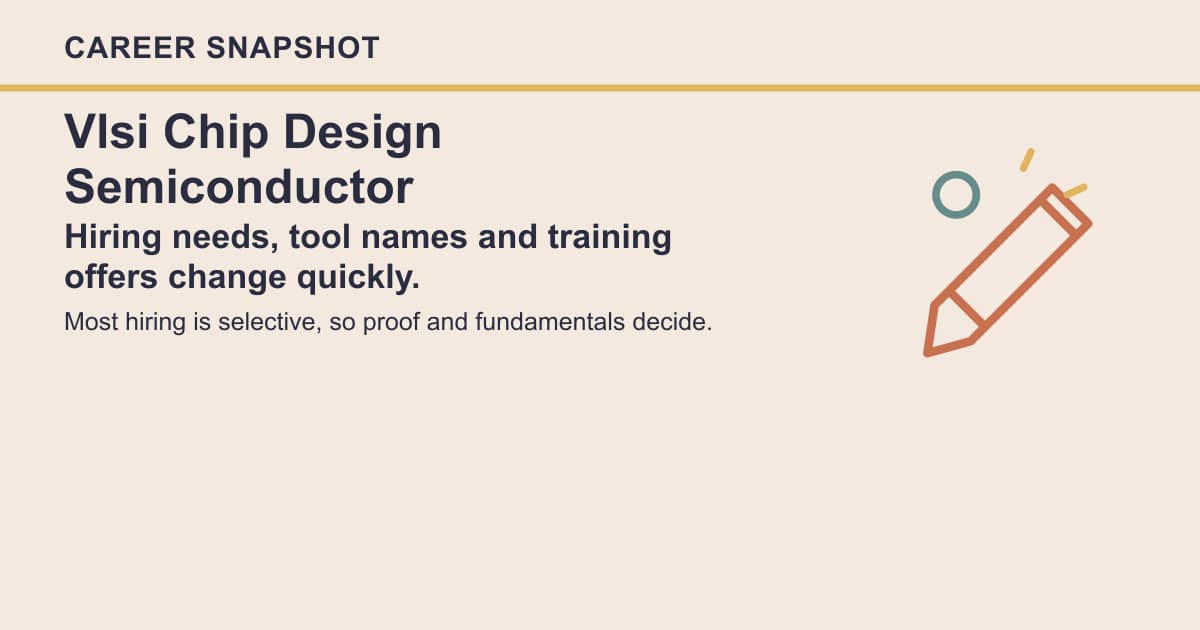 CAREER SNAPSHOT
Vlsi Chip Design
Semiconductor
Hiring needs, tool names and training
offers change quickly.
Most hiring is selective, so proof and fundamentals decide.